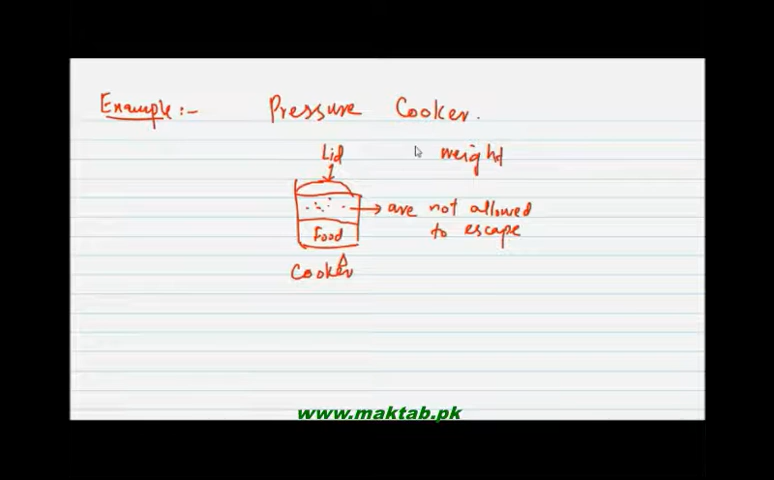 Example:- Pressure Cooker.
Lid weight
are not allowed
to escape
Food
Cooker
www.maktab.pk